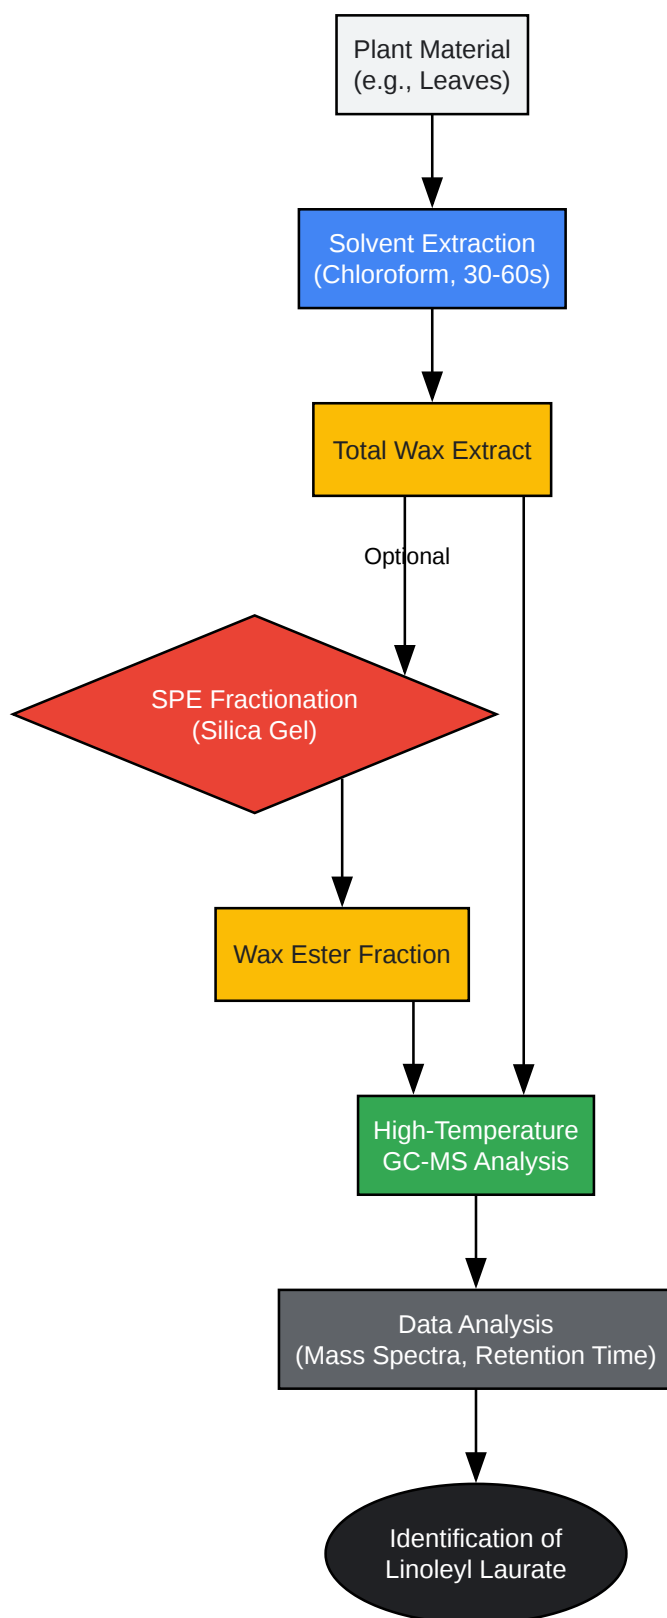 Plant Material
(e.g., Leaves)
Solvent Extraction
(Chloroform, 30-60s)
Total Wax Extract
Optional
SPE Fractionation
(Silica Gel)
Wax Ester Fraction
High-Temperature
GC-MS Analysis
Data Analysis
(Mass Spectra, Retention Time)
Identification of
Linoleyl Laurate